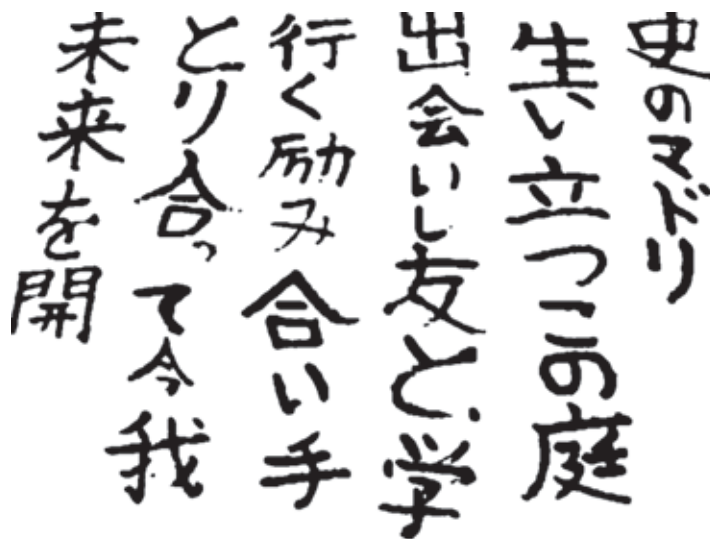 史のマドリ
生い立つこの庭
出会いし友と、学
行く励み合い手
とり合って今我
未来を開